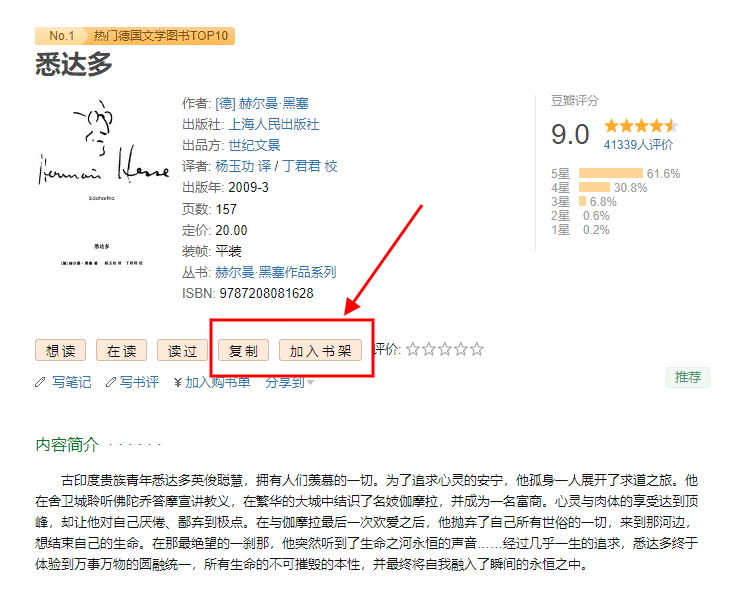 No.1 热门德国文学图书TOP10
悉达多
Hermann Hesse
Siddhartha
悉达多
[德] 赫尔曼·黑塞 著 杨玉功 译 丁君君 校
作者: [德] 赫尔曼·黑塞
出版社: 上海人民出版社
出品方: 世纪文景
译者: 杨玉功 译 / 丁君君 校
出版年: 2009-3
页数: 157
定价: 20.00
装帧: 平装
丛书: 赫尔曼·黑塞作品系列
ISBN: 9787208081628
豆瓣评分
9.0
41339人评价
5星 61.6%
4星 30.8%
3星 6.8%
2星 0.6%
1星 0.2%
想读 在读 读过 复制 加入书架 评价:
写笔记 写书评 ¥加入购书单 分享到
推荐
内容简介 · · · · · ·
古印度贵族青年悉达多英俊聪慧，拥有人们羡慕的一切。为了追求心灵的安宁，他孤身一人展开了求道之旅。他
在舍卫城聆听佛陀乔答摩宣讲教义，在繁华的大城中结识了名妓伽摩拉，并成为一名富商。心灵与肉体的享受达到顶
峰，却让他对自己厌倦、鄙弃到极点。在与伽摩拉最后一次欢爱之后，他抛弃了自己所有世俗的一切，来到那河边，
想结束自己的生命。在那最绝望的一刹那，他突然听到了生命之河永恒的声音……经过几乎一生的追求，悉达多终于
体验到万事万物的圆融统一，所有生命的不可摧毁的本性，并最终将自我融入了瞬间的永恒之中。